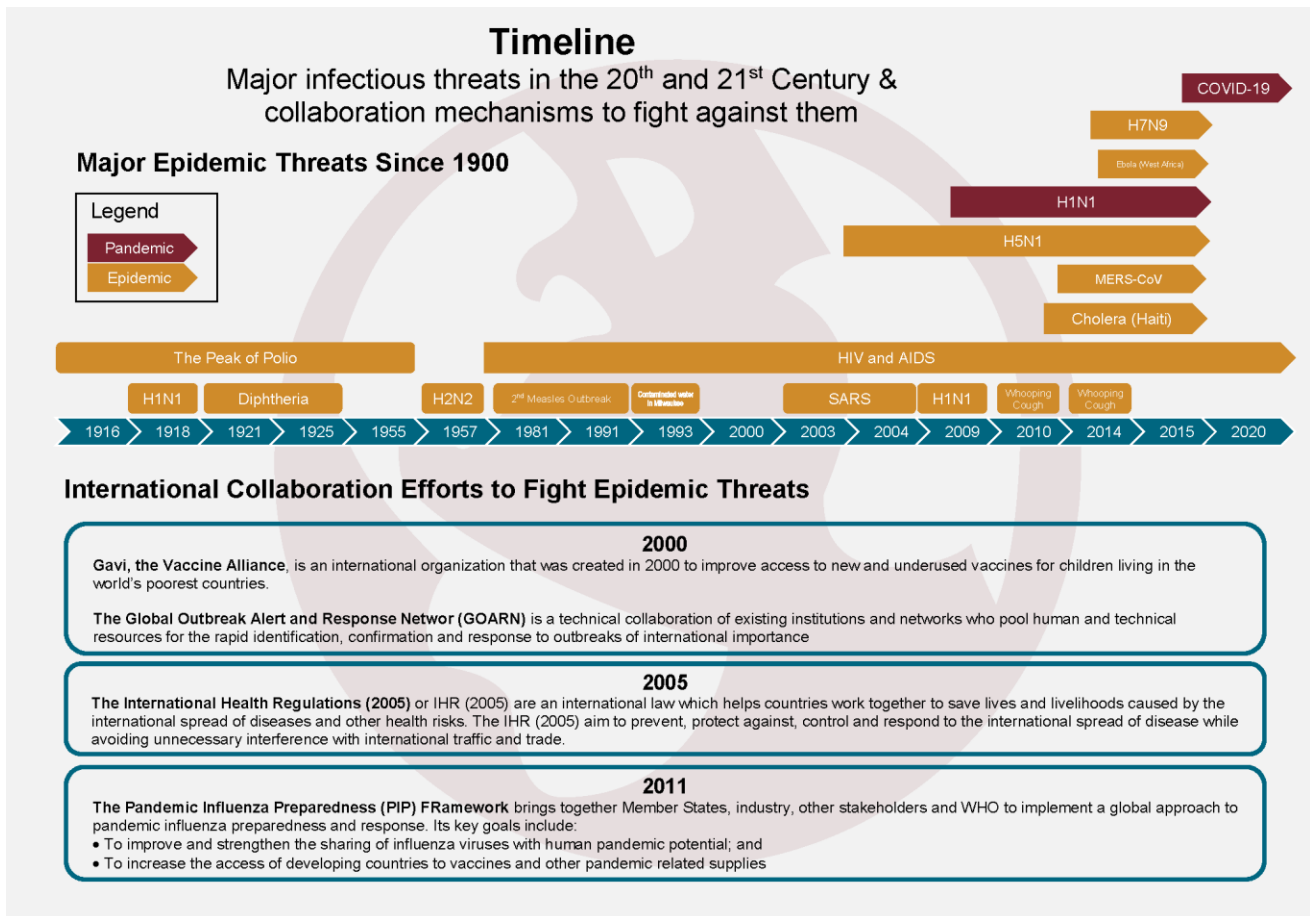 Timeline
Major infectious threats in the 20th and 21st Century &
collaboration mechanisms to fight against them
Major Epidemic Threats Since 1900
Legend
Pandemic
Epidemic
COVID-19
H7N9
Ebola (West Africa)
H1N1
H5N1
MERS-CoV
Cholera (Haiti)
The Peak of Polio
HIV and AIDS
H1N1
Diphtheria
H2N2
2nd Measles Outbreak
Contaminated water
in Milwaukee
SARS
H1N1
Whooping
Cough
Whooping
Cough
1916 1918 1921 1925 1955 1957 1981 1991 1993 2000 2003 2004 2009 2010 2014 2015 2020
International Collaboration Efforts to Fight Epidemic Threats
2000
Gavi, the Vaccine Alliance, is an international organization that was created in 2000 to improve access to new and underused vaccines for children living in the
world's poorest countries.
The Global Outbreak Alert and Response Networ (GOARN) is a technical collaboration of existing institutions and networks who pool human and technical
resources for the rapid identification, confirmation and response to outbreaks of international importance
2005
The International Health Regulations (2005) or IHR (2005) are an international law which helps countries work together to save lives and livelihoods caused by the
international spread of diseases and other health risks. The IHR (2005) aim to prevent, protect against, control and respond to the international spread of disease while
avoiding unnecessary interference with international traffic and trade.
2011
The Pandemic Influenza Preparedness (PIP) FRamework brings together Member States, industry, other stakeholders and WHO to implement a global approach to
pandemic influenza preparedness and response. Its key goals include:
• To improve and strengthen the sharing of influenza viruses with human pandemic potential; and
• To increase the access of developing countries to vaccines and other pandemic related supplies